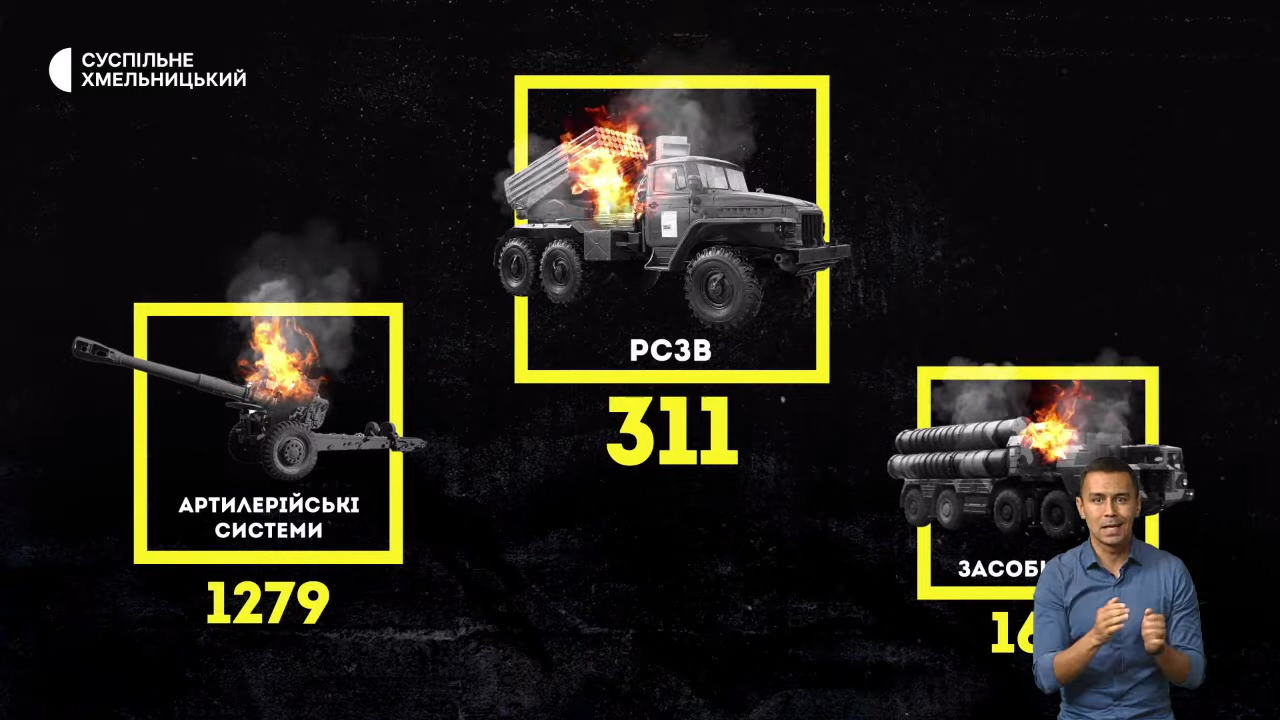 СУСПІЛЬНЕ
ХМЕЛЬНИЦЬКИЙ
РСЗВ
311
АРТИЛЕРІЙСЬКІ
СИСТЕМИ
1279